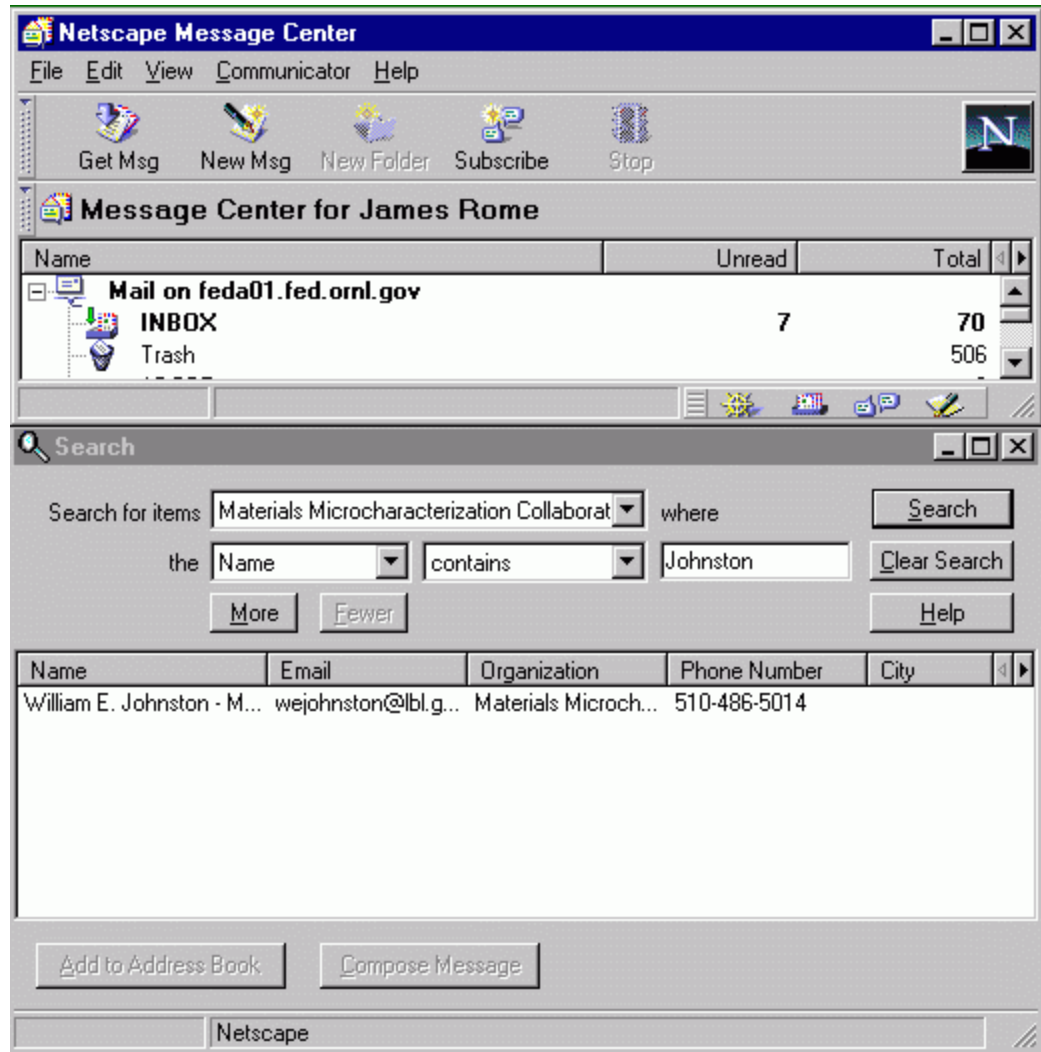 Netscape Message Center
File Edit View Communicator Help
Get Msg New Msg New Folder Subscribe Stop
N
Message Center for James Rome
Name Unread Total
Mail on feda01.fed.ornl.gov
INBOX 7 70
Trash 506
Search
Search for items Materials Microcharacterization Collaborat where Search
the Name contains Johnston Clear Search
More Fewer Help
Name Email Organization Phone Number City
William E. Johnston - M... wejohnston@lbl.g... Materials Microch... 510-486-5014
Add to Address Book Compose Message
Netscape